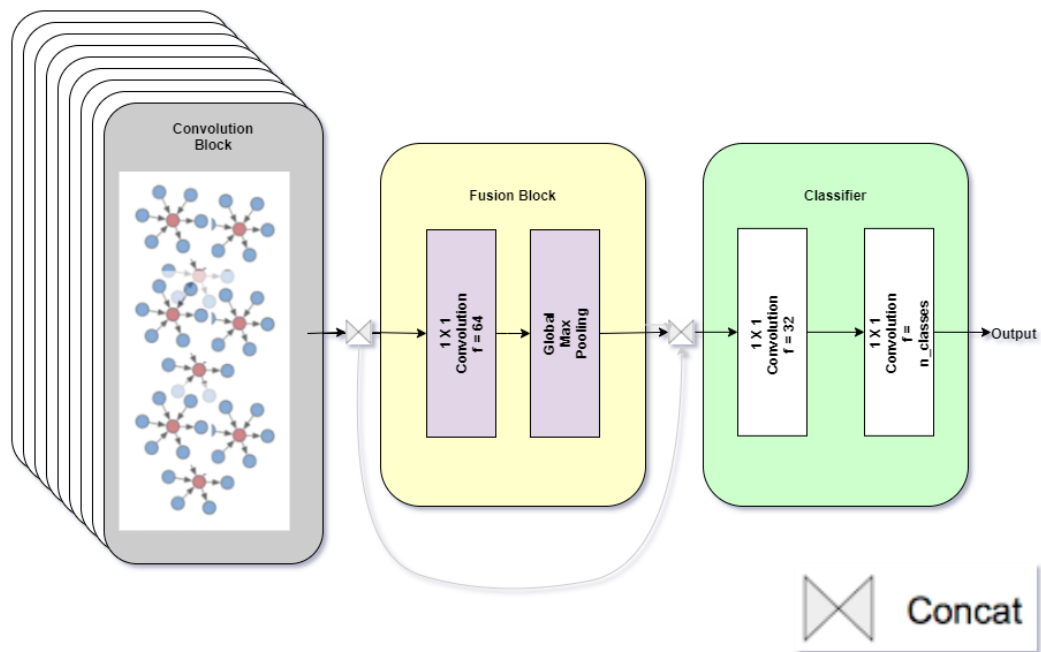 Convolution
Block
Fusion Block
1 X 1
Convolution
f = 64
Global
Max
Pooling
Classifier
1 X 1
Convolution
f = 32
1 X 1
Convolution
f =
n_classes
Output
Concat